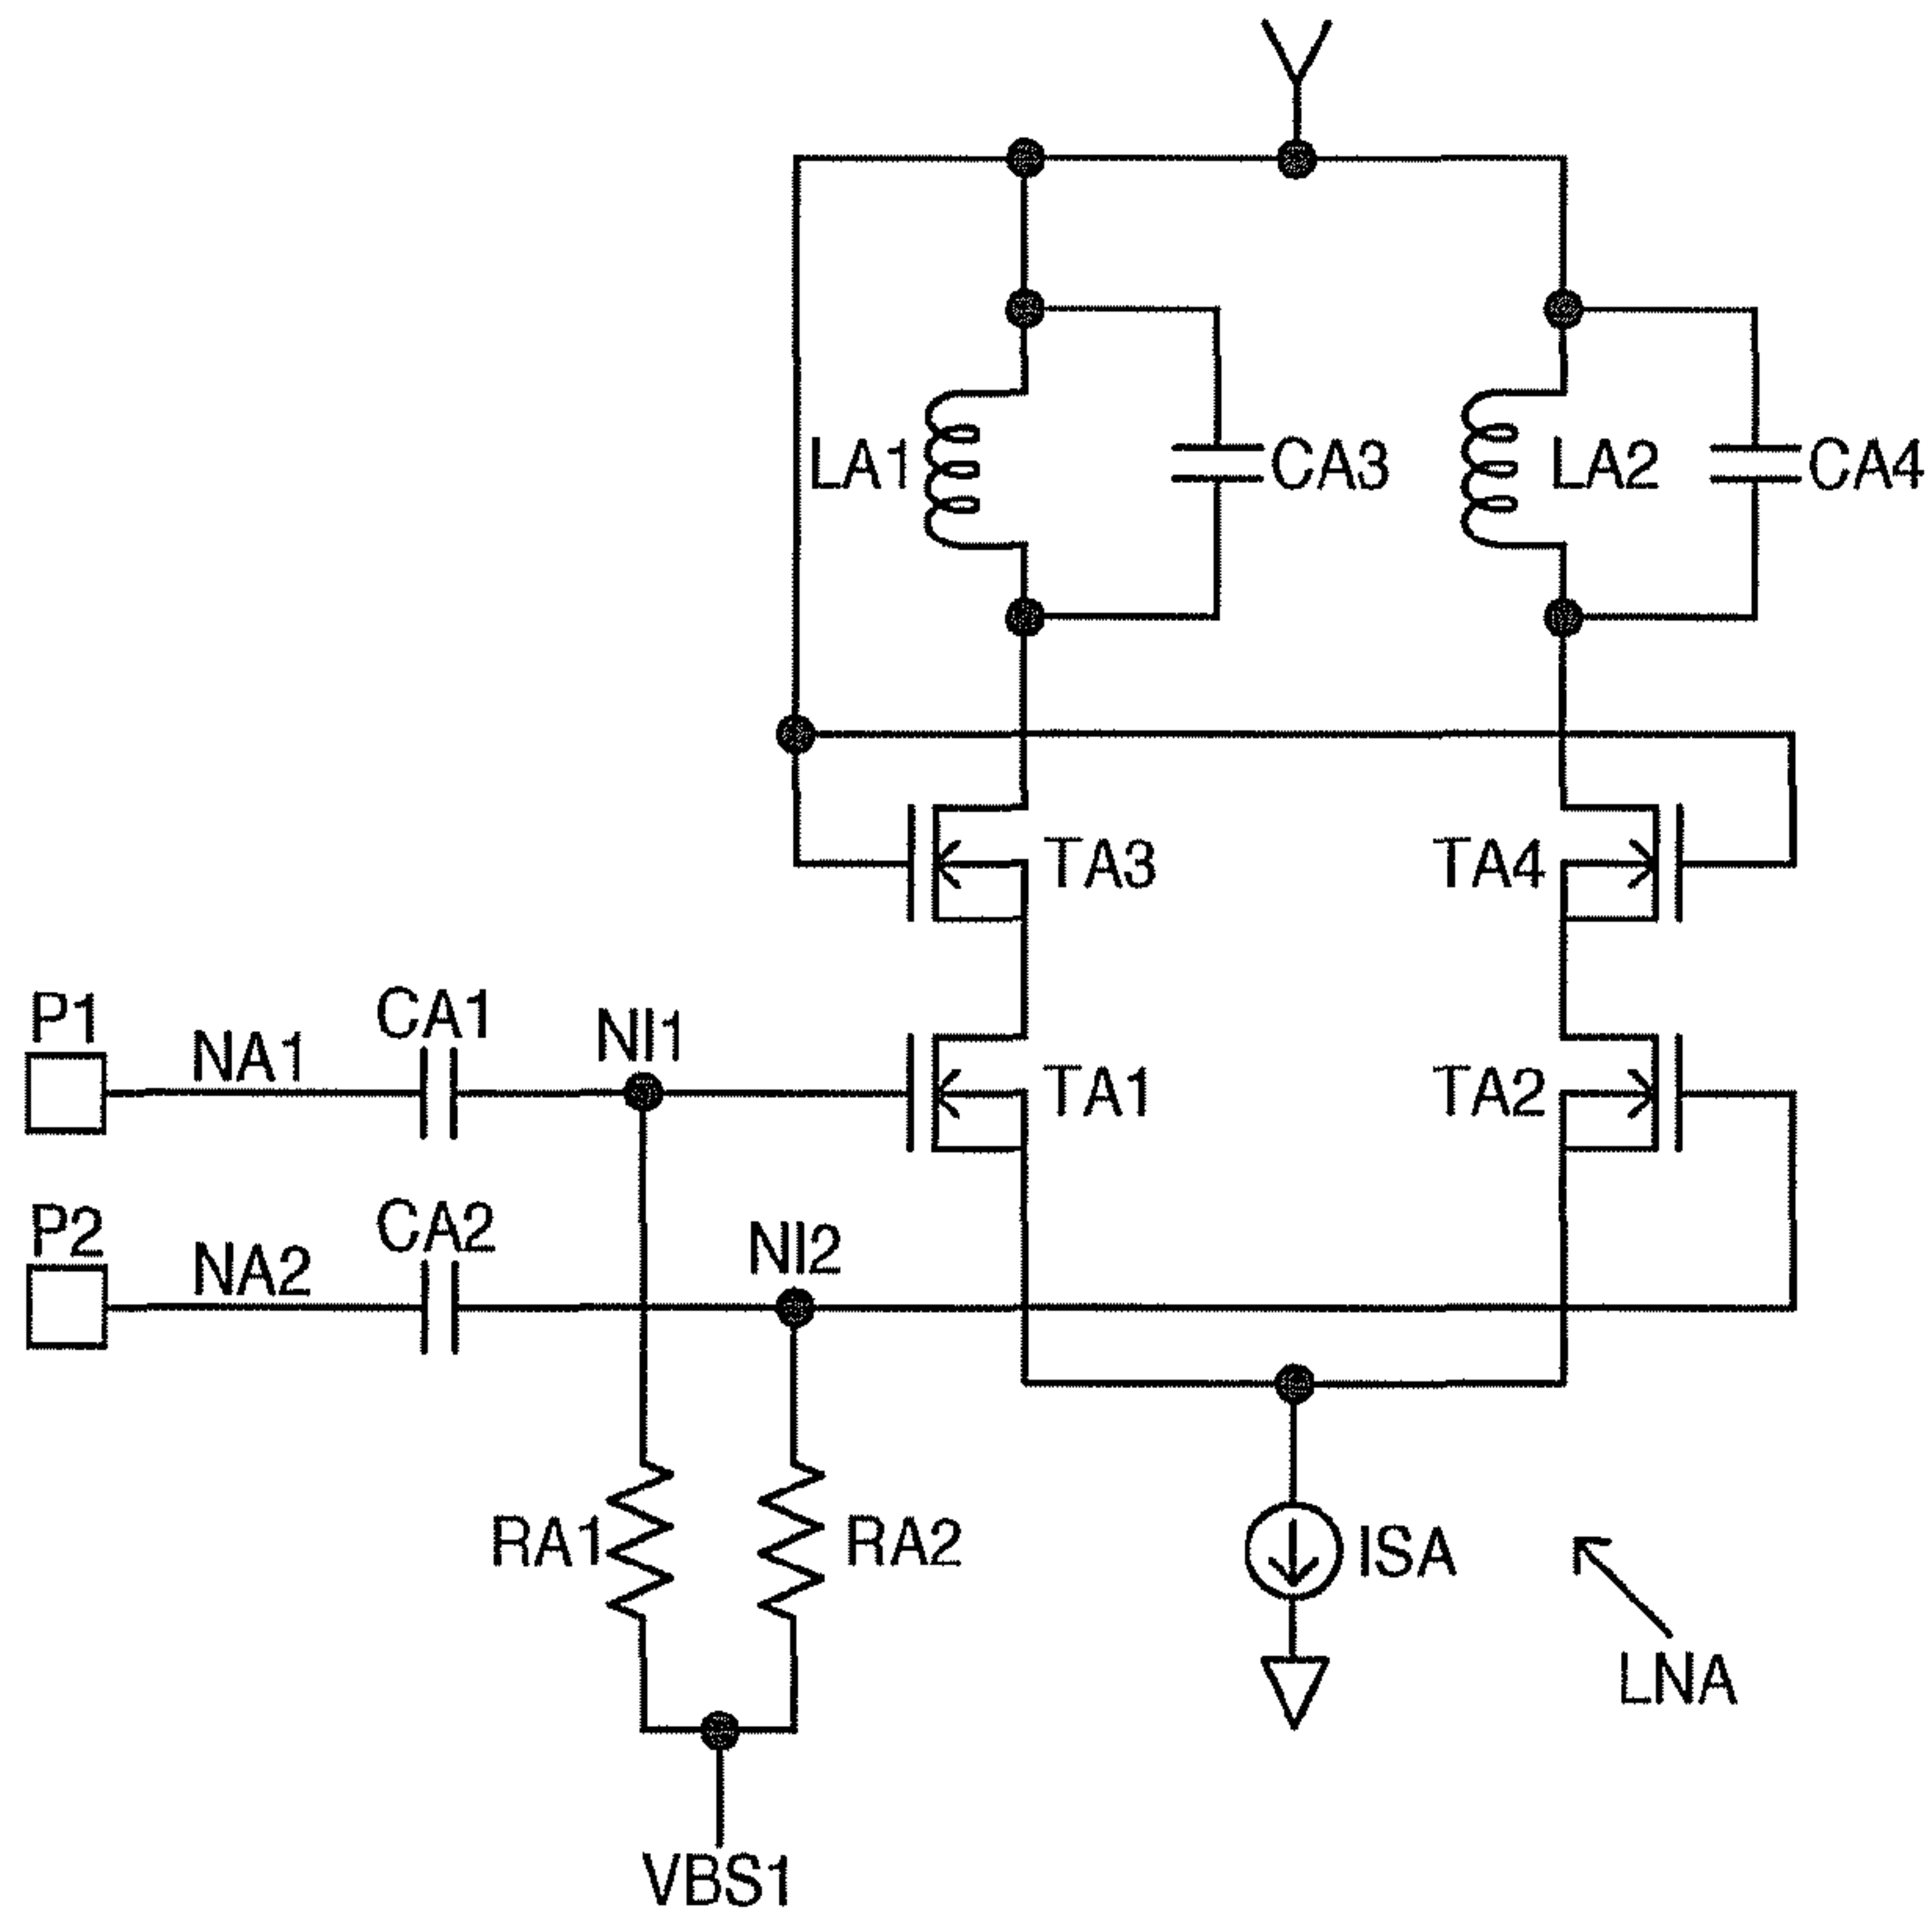 LA1
CA3
LA2
CA4
TA3
TA4
P1
NA1
CA1
NI1
TA1
TA2
P2
NA2
CA2
NI2
RA1
RA2
ISA
LNA
VBS1